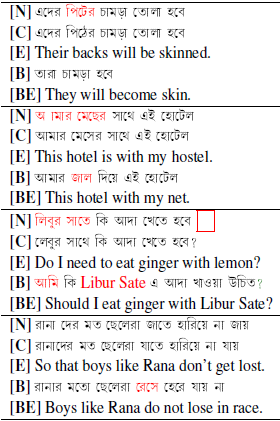 [N] এদের পিটের চামড়া তোলা হবে
[C] এদের পিঠের চামড়া তোলা হবে
[E] Their backs will be skinned.
[B] তারা চামড়া হবে
[BE] They will become skin.
[N] অ ামার মেছের সাথে এই হোটেল
[C] আমার মেসের সাথে এই হোটেল
[E] This hotel is with my hostel.
[B] আমার জাল দিয়ে এই হোটেল
[BE] This hotel with my net.
[N] লিবুর সাতে কি আদা খেতে হবে
[C] লেবুর সাথে কি আদা খেতে হবে?
[E] Do I need to eat ginger with lemon?
[B] আমি কি Libur Sate এ আদা খাওয়া উচিত?
[BE] Should I eat ginger with Libur Sate?
[N] রানা দের মত ছেলেরা জাতে হারিয়ে না জায়
[C] রানাদের মত ছেলেরা যাতে হারিয়ে না যায়
[E] So that boys like Rana don't get lost.
[B] রানার মতো ছেলেরা রেসে হেরে যায় না
[BE] Boys like Rana do not lose in race.